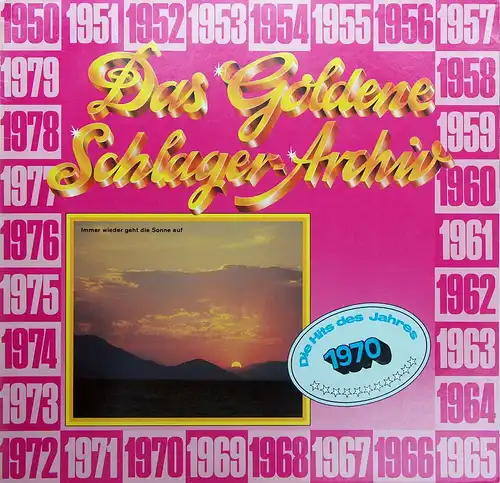 1950 1951 1952 1953 1954 1955 1956 1957
1979 1958
1978 1959
1977 1960
1976 1961
1975 1962
1974 1963
1973 1964
1972 1971 1970 1969 1968 1967 1966 1965
Das Goldene
Schlager-Archiv
Immer wieder geht die Sonne auf
Die Hits des Jahres
1970